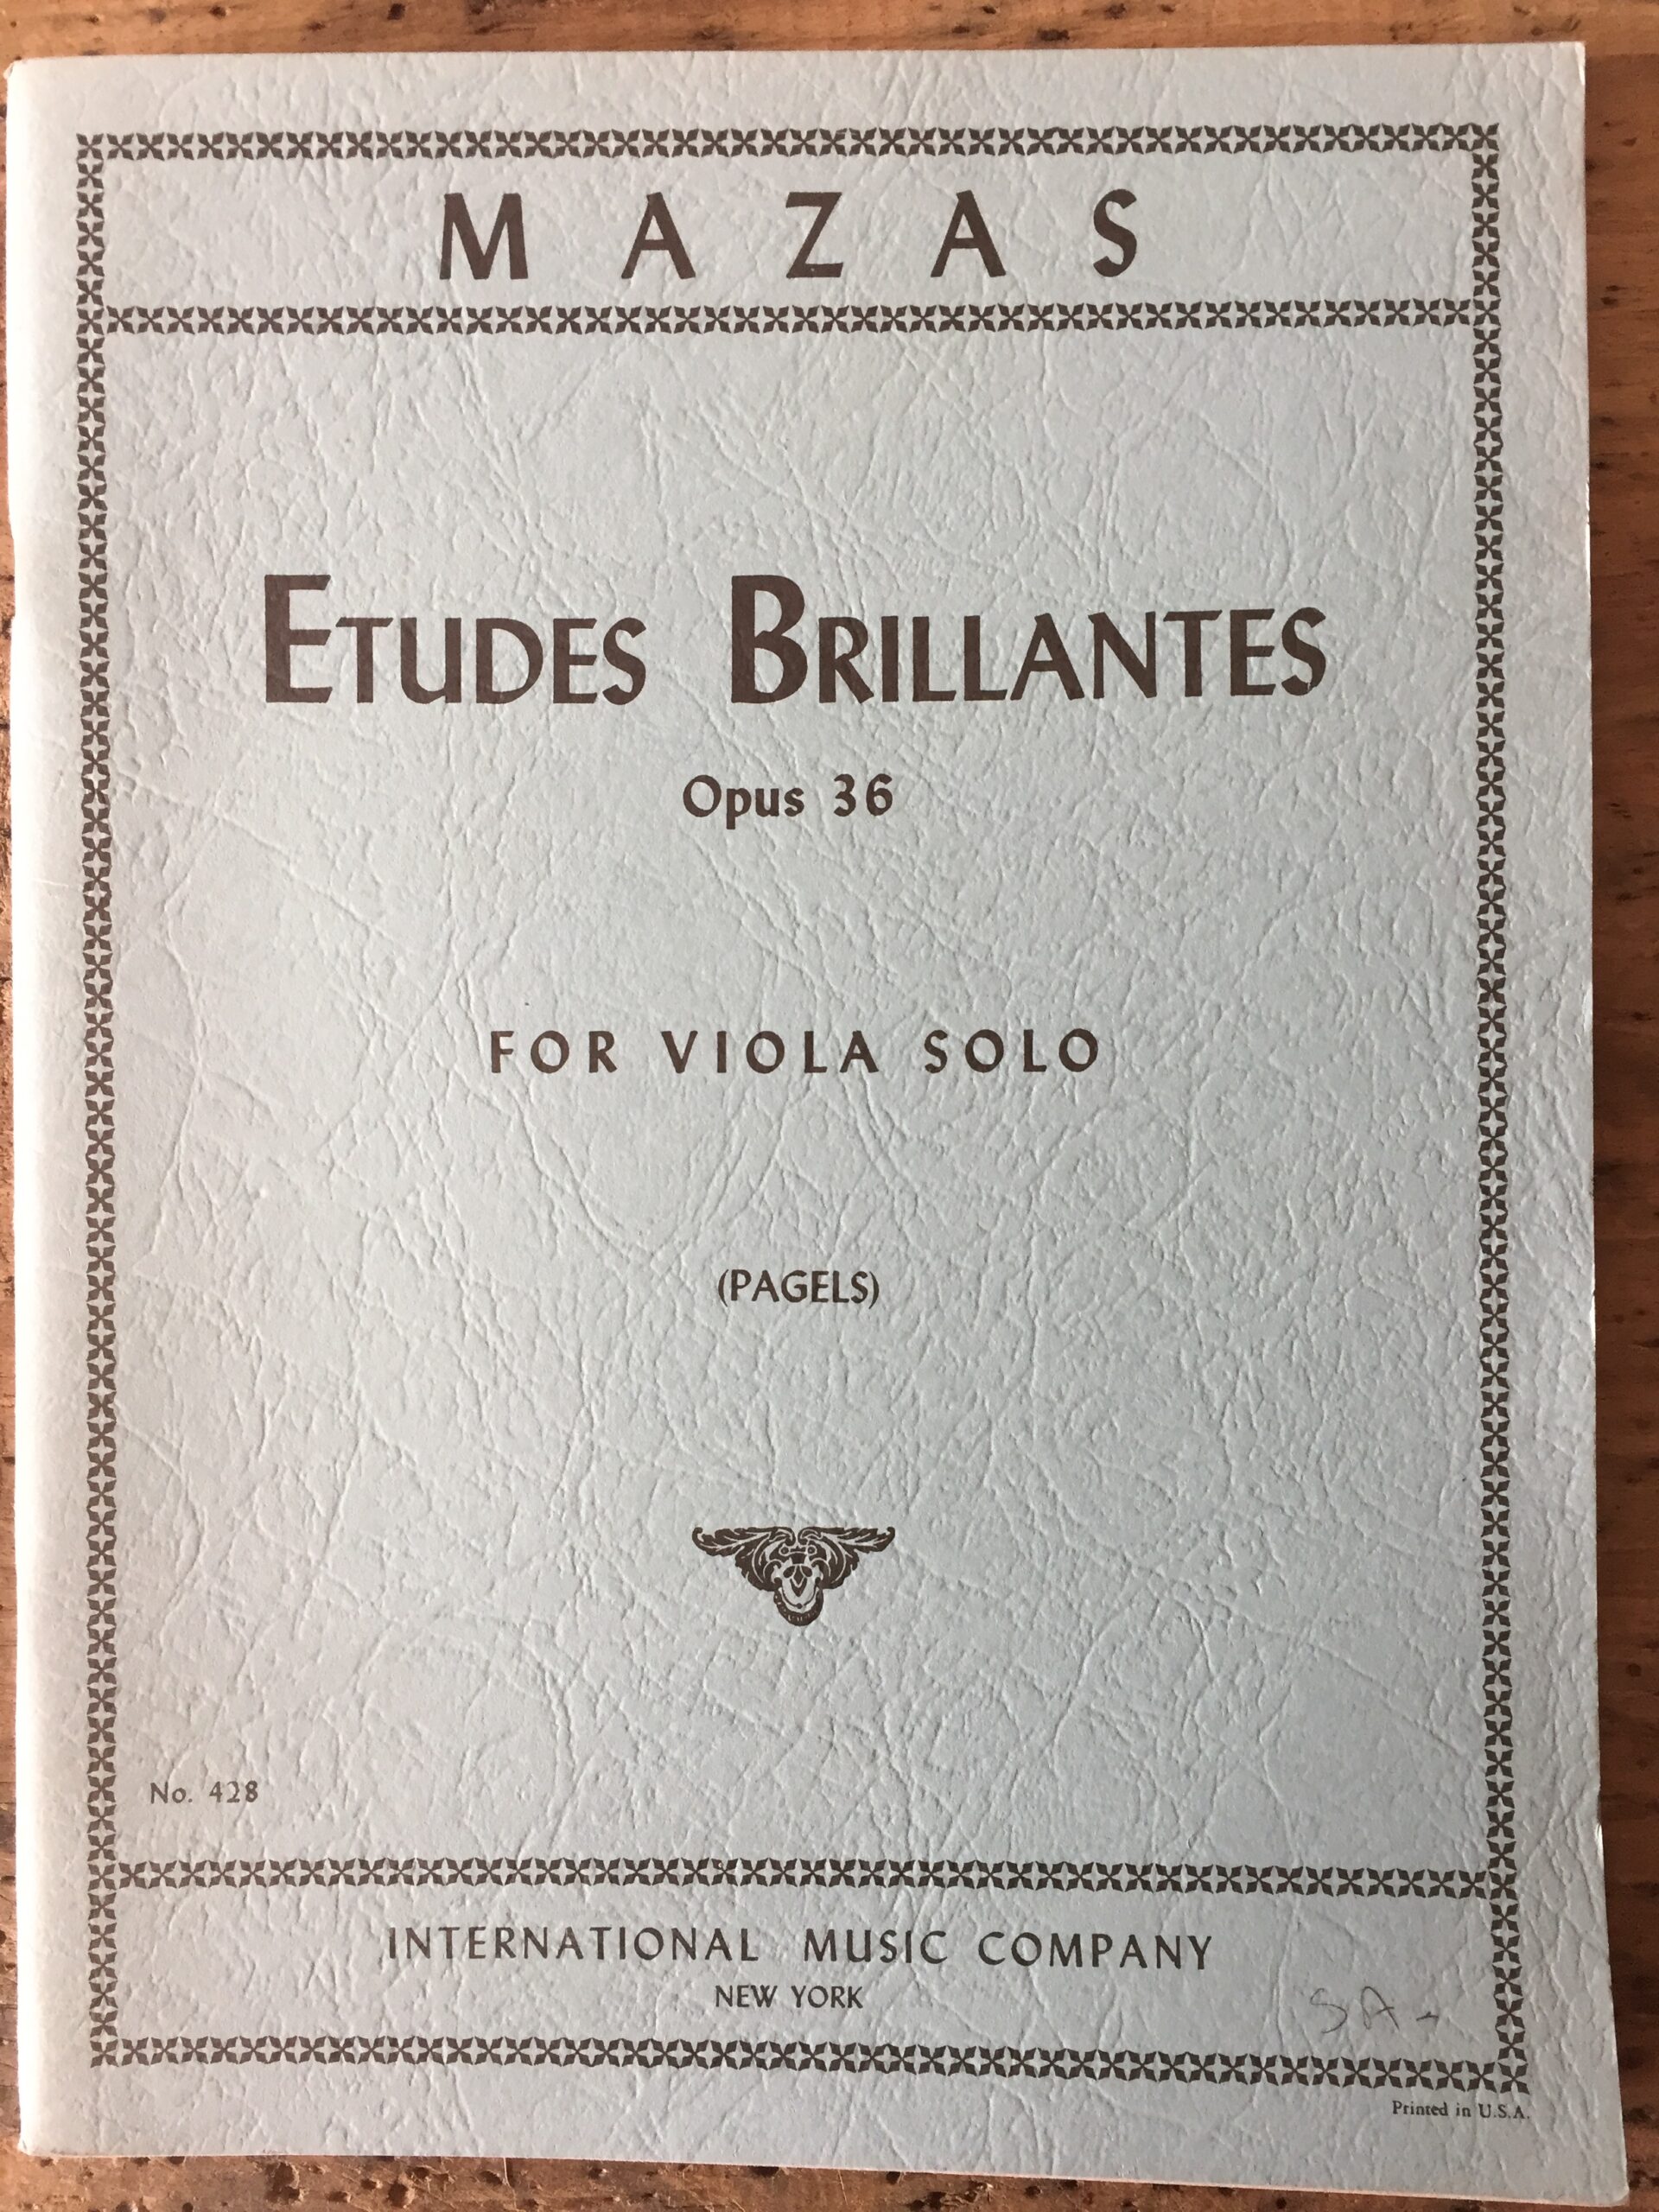 MAZAS
ETUDES BRILLANTES
Opus 36
FOR VIOLA SOLO
(PAGELS)
No. 428
INTERNATIONAL MUSIC COMPANY
NEW YORK
Printed in U.S.A.